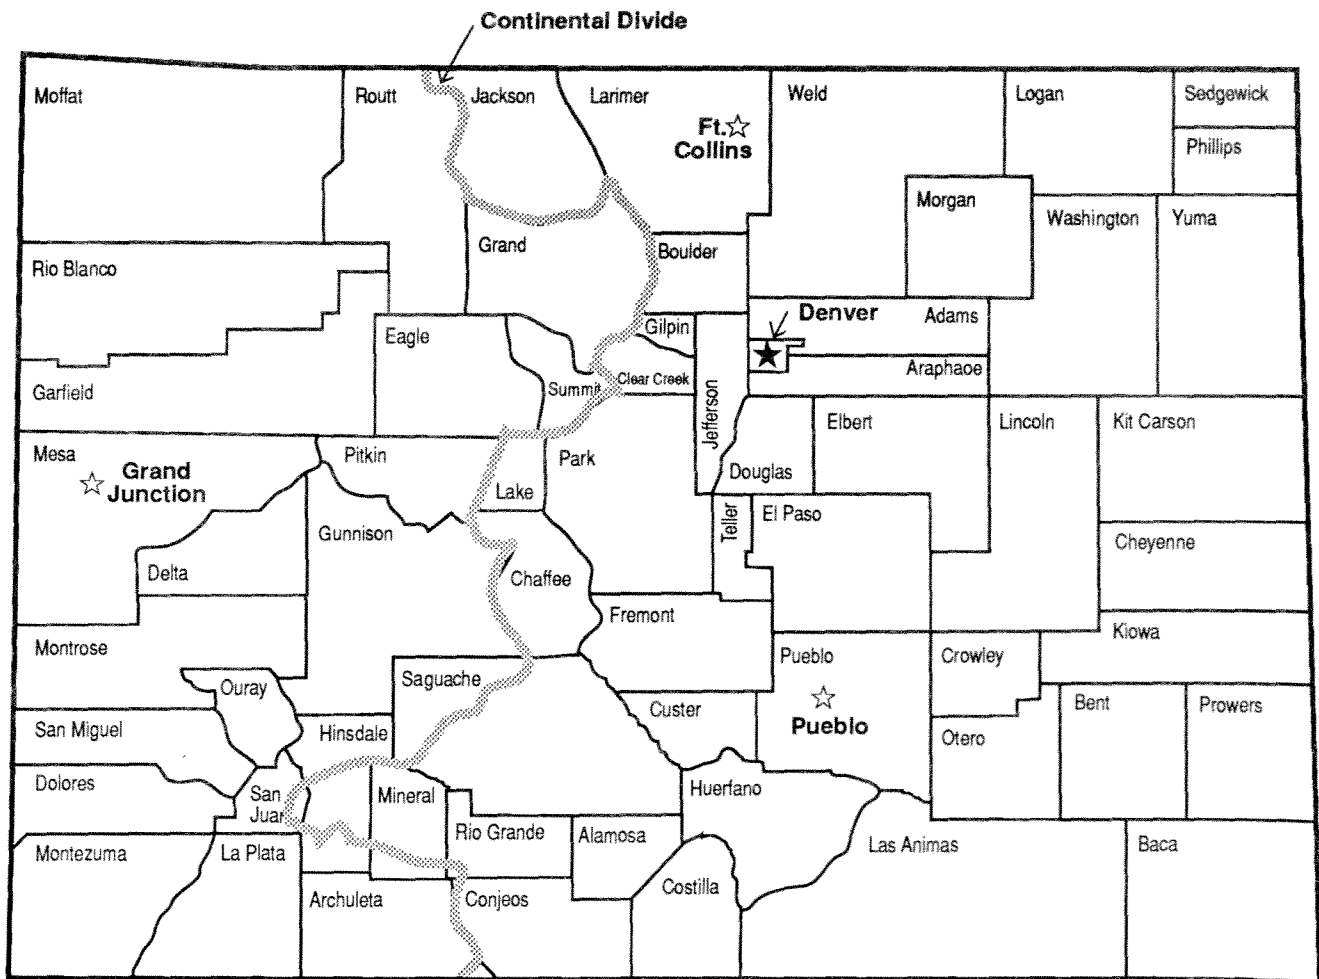 Continental Divide
Moffat
Routt
Jackson
Larimer
Weld
Logan
Sedgewick
Ft.
Collins
Phillips
Morgan
Washington
Yuma
Grand
Boulder
Rio Blanco
Denver
Adams
Gilpin
Eagle
Araphaoe
Summit
Clear Creek
Garfield
Jefferson
Elbert
Lincoln
Kit Carson
Mesa
Pitkin
Park
Grand
Junction
Douglas
Lake
Teller
El Paso
Gunnison
Cheyenne
Delta
Chaffee
Fremont
Kiowa
Montrose
Pueblo
Crowley
Saguache
Ouray
Custer
Bent
Prowers
San Miguel
Hinsdale
Pueblo
Otero
Dolores
San
Juan
Mineral
Huerfano
Rio Grande
Alamosa
Montezuma
La Plata
Las Animas
Baca
Costilla
Archuleta
Conjeos